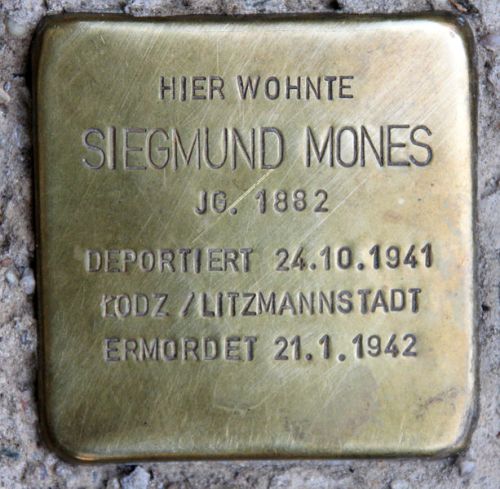 HIER WOHNTE
SIEGMUND MONES
JG. 1882
DEPORTIERT 24.10.1941
ŁODZ / LITZMANNSTADT
ERMORDET 21.1.1942